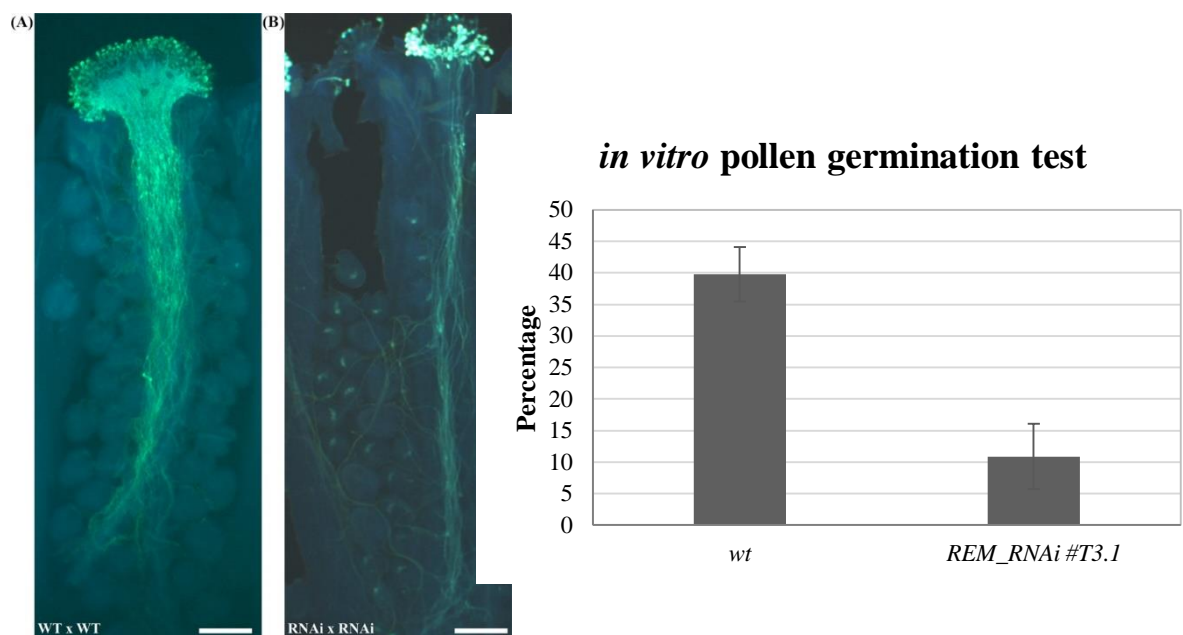 (A)
WT x WT
(B)
RNAi x RNAi
in vitro pollen germination test
Percentage
50
45
40
35
30
25
20
15
10
5
0
wt
REM_RNAi #T3.1